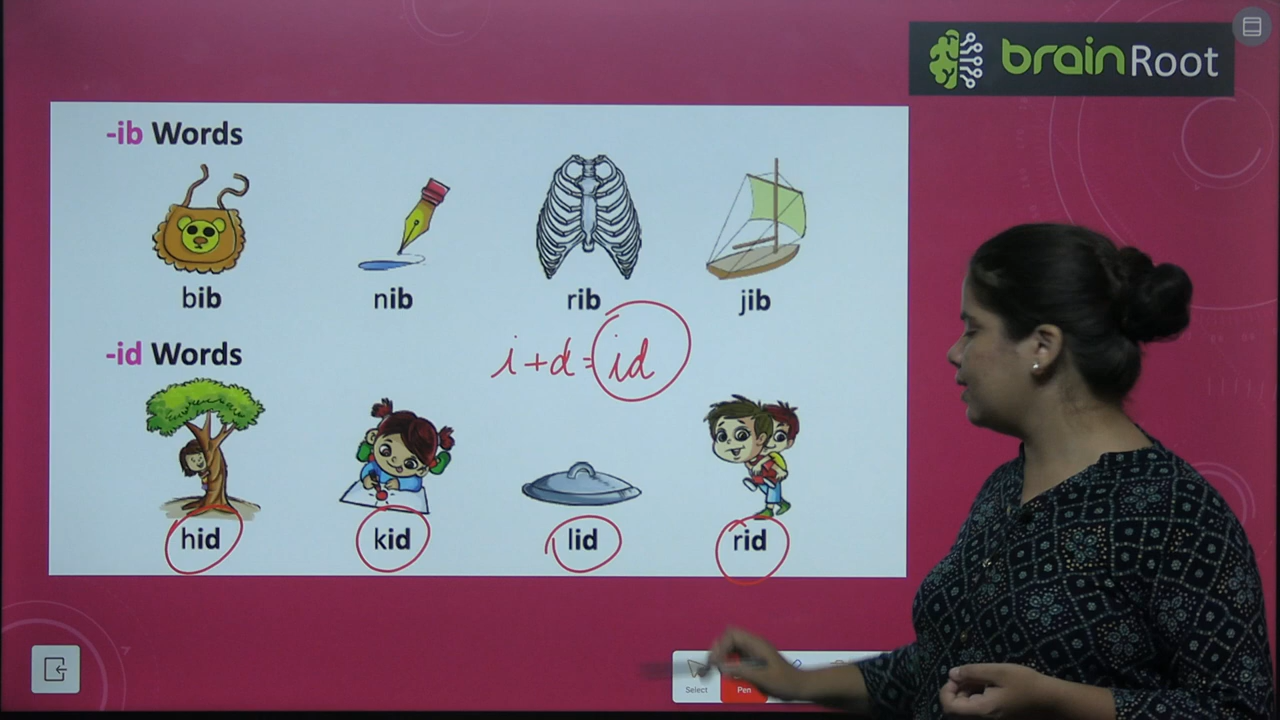 brainRoot
-ib Words
bib nib rib jib
i+d=id
-id Words
hid kid lid rid
Select Pen